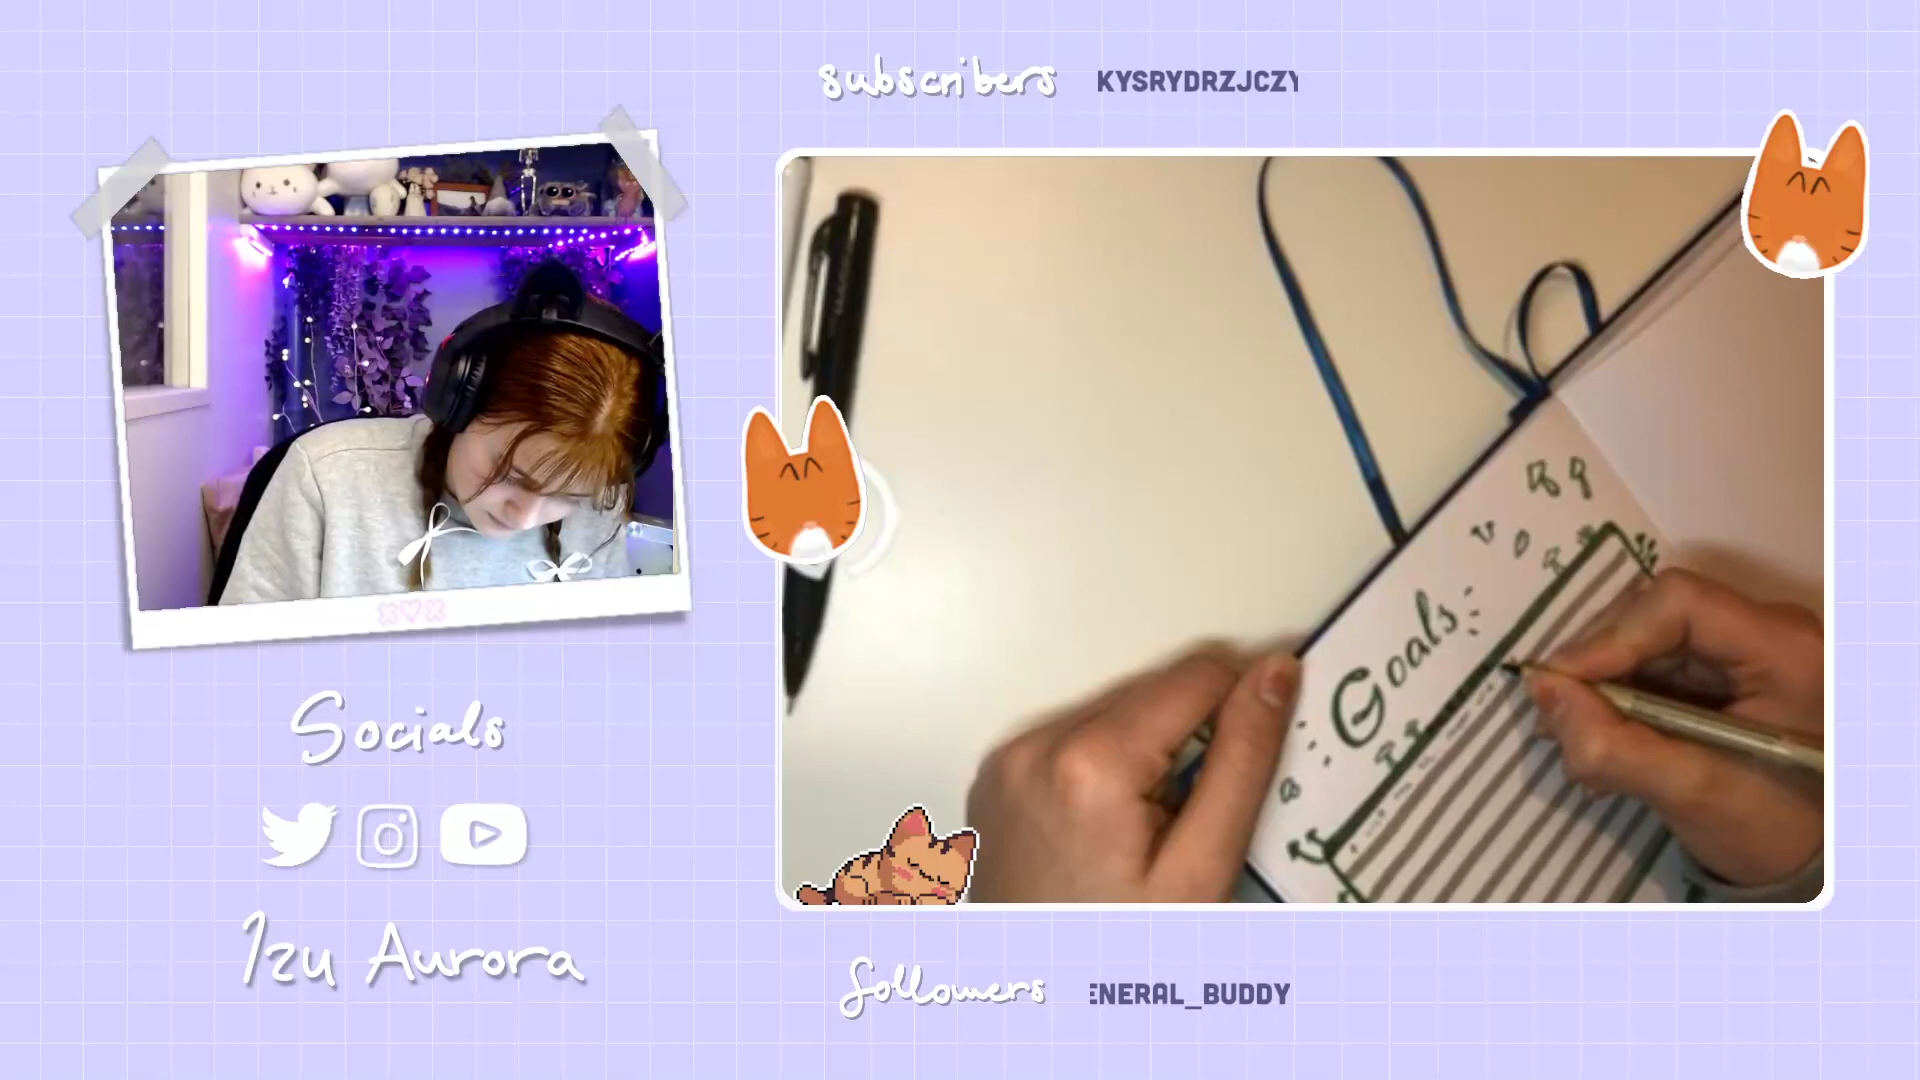 subscribers KYSRYDRZJCZY
Goals
Socials
Izu Aurora
followers ENERAL_BUDDY